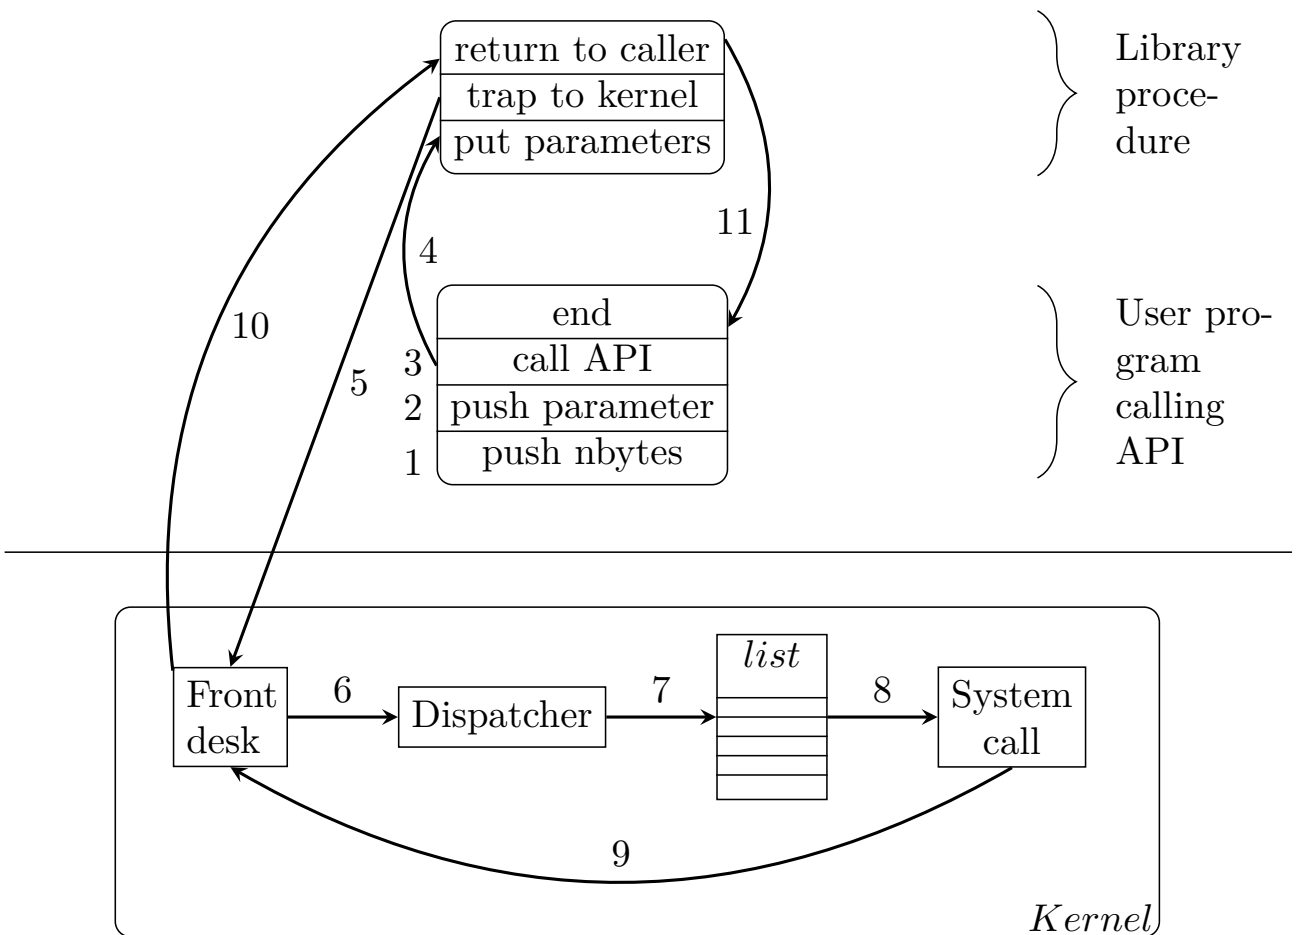 return to caller
trap to kernel
put parameters
Library
proce-
dure
11
4
10
end
3 call API
2 push parameter
1 push nbytes
User pro-
gram
calling
API
5
Front
desk
6
Dispatcher
7
list
8
System
call
9
Kernel